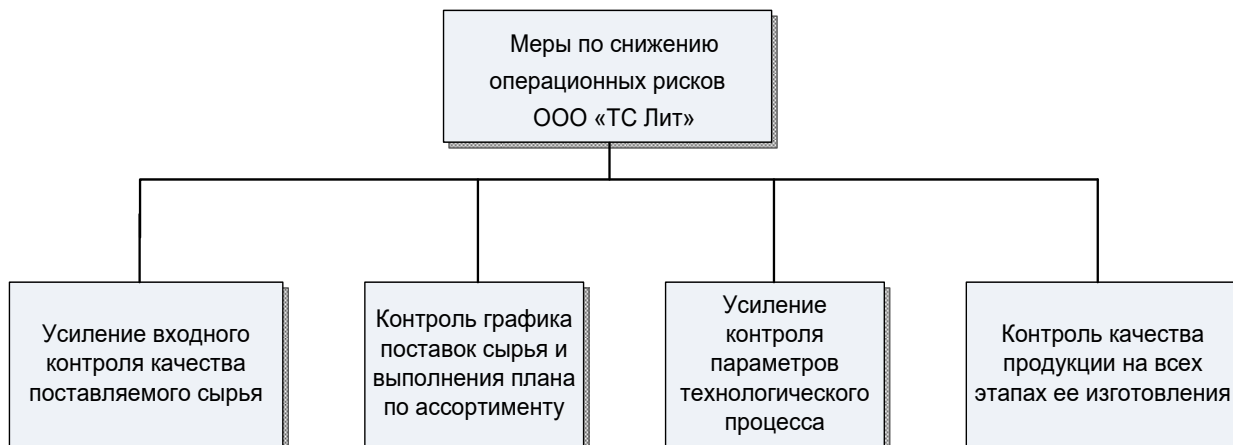 Меры по снижению
операционных рисков
ООО «ТС Лит»
Усиление входного
контроля качества
поставляемого сырья
Контроль графика
поставок сырья и
выполнения плана
по ассортименту
Усиление
контроля
параметров
технологического
процесса
Контроль качества
продукции на всех
этапах ее изготовления